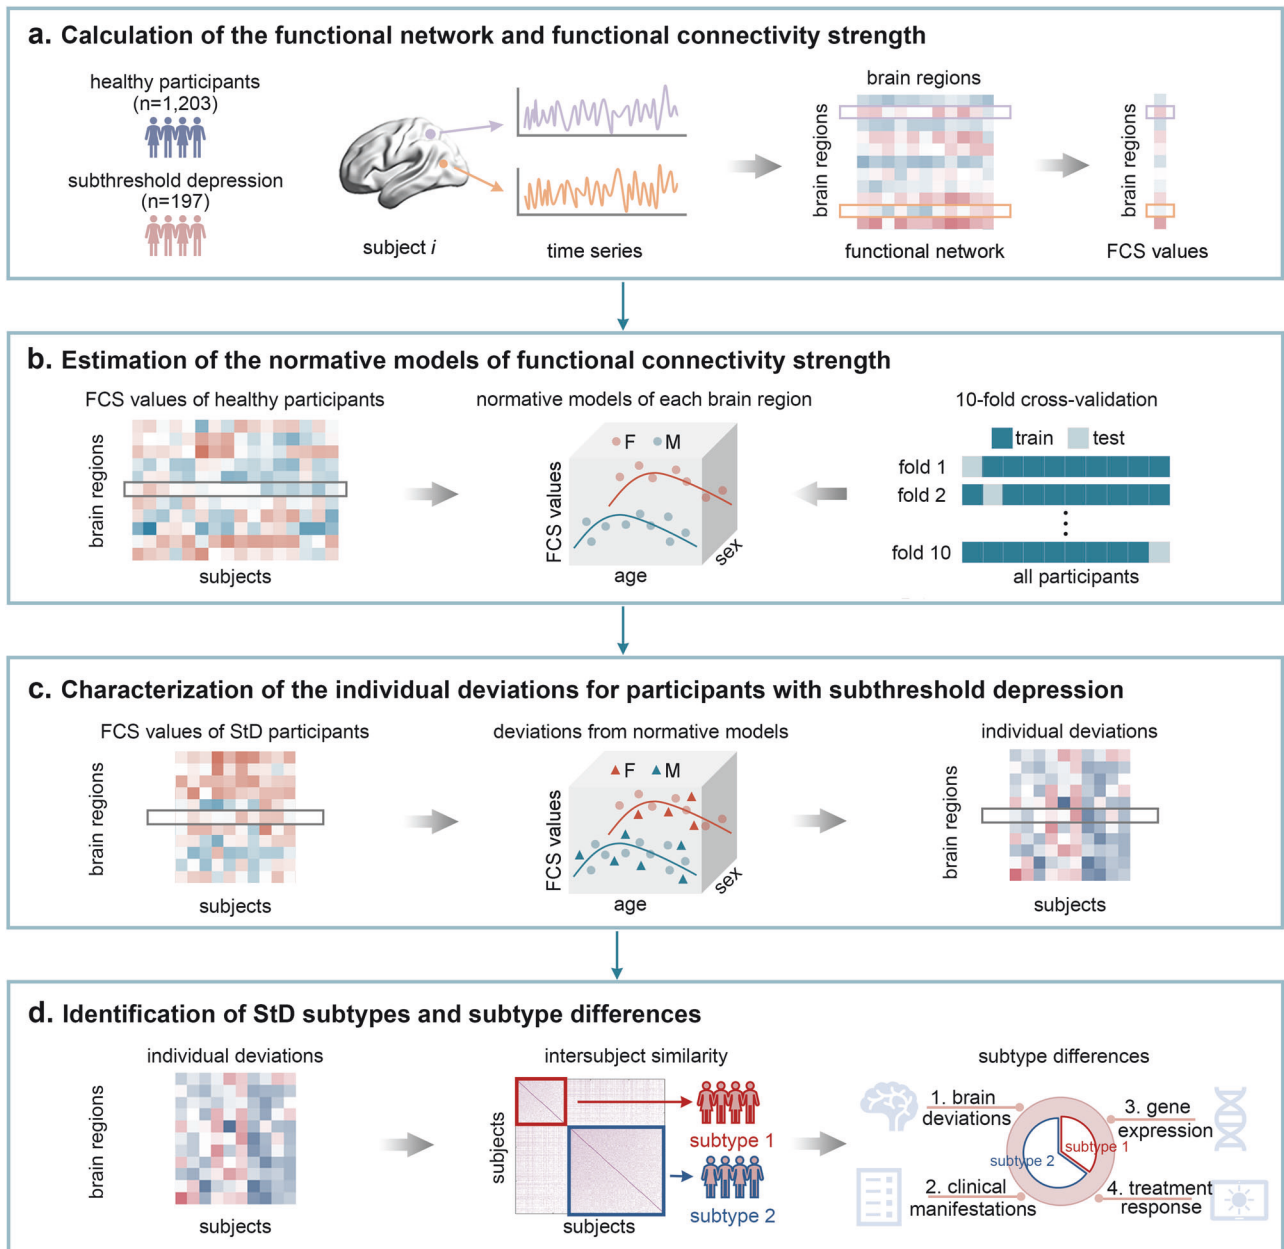 a. Calculation of the functional network and functional connectivity strength
healthy participants
(n=1,203)
subthreshold depression
(n=197)
subject i
time series
brain regions
brain regions
functional network
brain regions
FCS values
b. Estimation of the normative models of functional connectivity strength
FCS values of healthy participants
brain regions
subjects
normative models of each brain region
F M
FCS values
age
sex
10-fold cross-validation
train test
fold 1
fold 2
fold 10
all participants
c. Characterization of the individual deviations for participants with subthreshold depression
FCS values of StD participants
brain regions
subjects
deviations from normative models
F M
FCS values
age
sex
individual deviations
brain regions
subjects
d. Identification of StD subtypes and subtype differences
individual deviations
brain regions
subjects
intersubject similarity
subjects
subjects
subtype 1
subtype 2
subtype differences
1. brain
deviations
2. clinical
manifestations
3. gene
expression
4. treatment
response
subtype 1
subtype 2